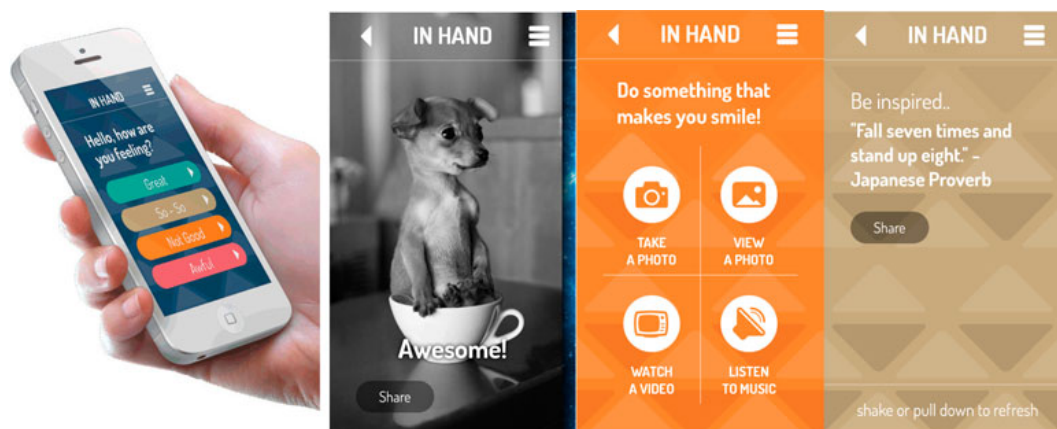 IN HAND
Hello, how are
you feeling?
Great
So - So
Not Good
Awful
IN HAND
Awesome!
Share
IN HAND
Do something that
makes you smile!
TAKE
A PHOTO
VIEW
A PHOTO
WATCH
A VIDEO
LISTEN
TO MUSIC
IN HAND
Be inspired..
"Fall seven times and
stand up eight." -
Japanese Proverb
Share
shake or pull down to refresh